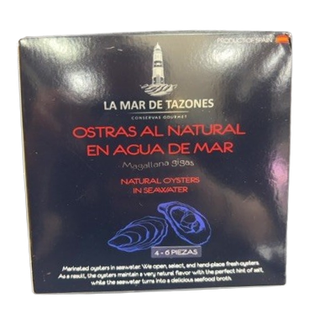 PRODUCT OF SPAIN
LA MAR DE TAZONES
CONSERVAS GOURMET
OSTRAS AL NATURAL
EN AGUA DE MAR
Magallana gigas
NATURAL OYSTERS
IN SEAWATER
4 - 6 PIEZAS
Marinated oysters in seawater. We open, select, and hand-place fresh oysters.
As a result, the oysters maintain a very natural flavor with the perfect hint of salt,
while the seawater turns into a delicious seafood broth.